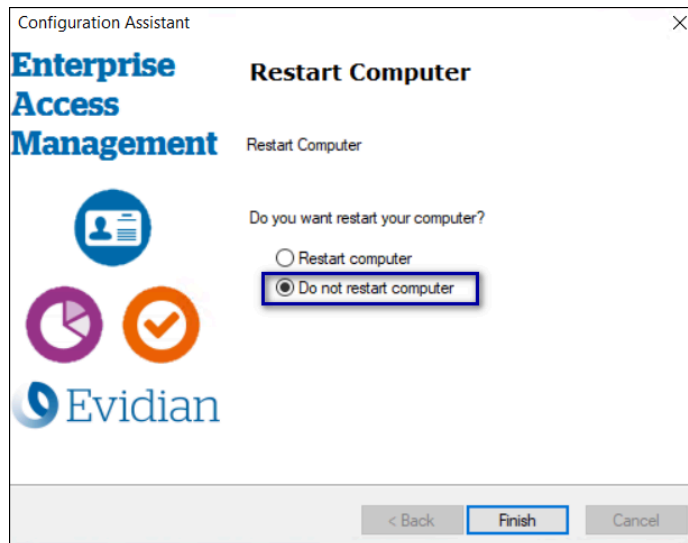 Configuration Assistant
Enterprise
Access
Management
Restart Computer
Restart Computer
Do you want restart your computer?
Restart computer
Do not restart computer
Evidian
< Back
Finish
Cancel